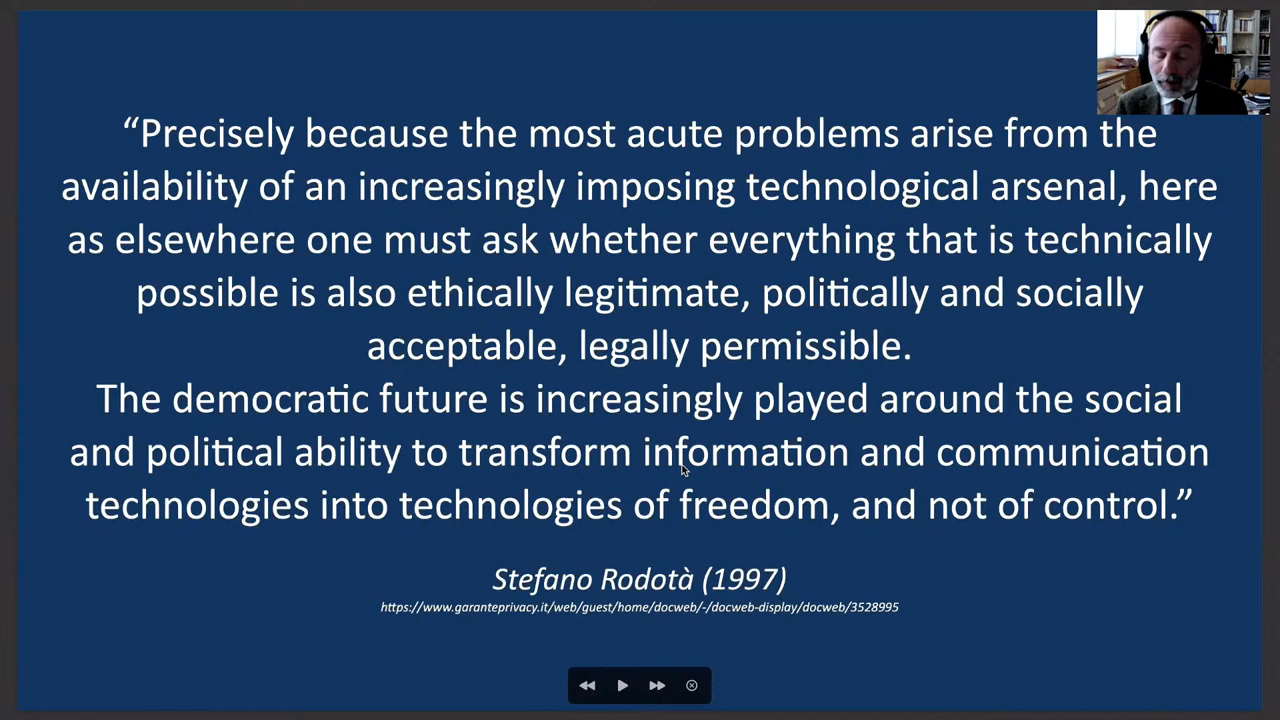 “Precisely because the most acute problems arise from the
availability of an increasingly imposing technological arsenal, here
as elsewhere one must ask whether everything that is technically
possible is also ethically legitimate, politically and socially
acceptable, legally permissible.
The democratic future is increasingly played around the social
and political ability to transform information and communication
technologies into technologies of freedom, and not of control.”
Stefano Rodotà (1997)
https://www.garanteprivacy.it/web/guest/home/docweb/-/docweb-display/docweb/3528995